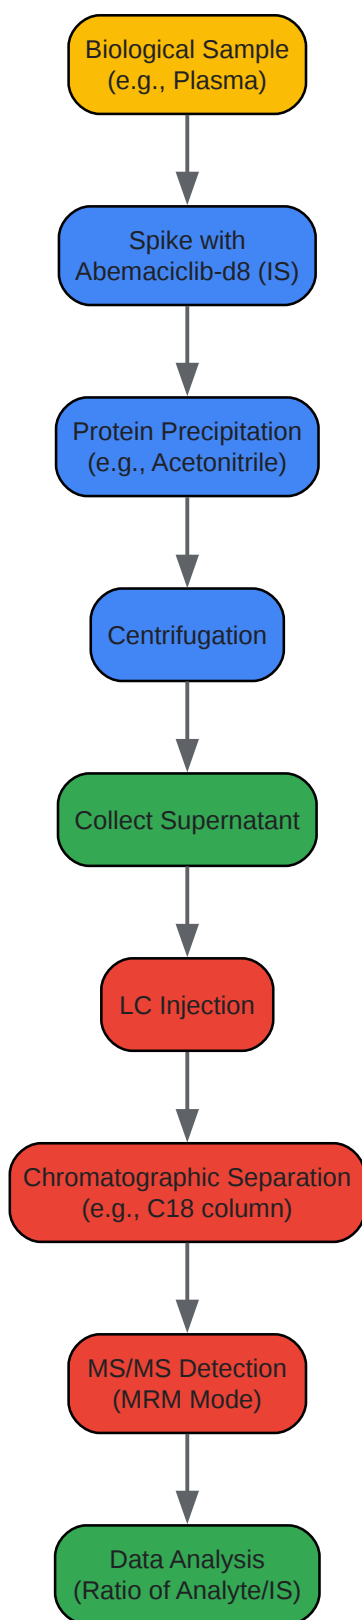 Biological Sample
(e.g., Plasma)
Spike with
Abemaciclib-d8 (IS)
Protein Precipitation
(e.g., Acetonitrile)
Centrifugation
Collect Supernatant
LC Injection
Chromatographic Separation
(e.g., C18 column)
MS/MS Detection
(MRM Mode)
Data Analysis
(Ratio of Analyte/IS)